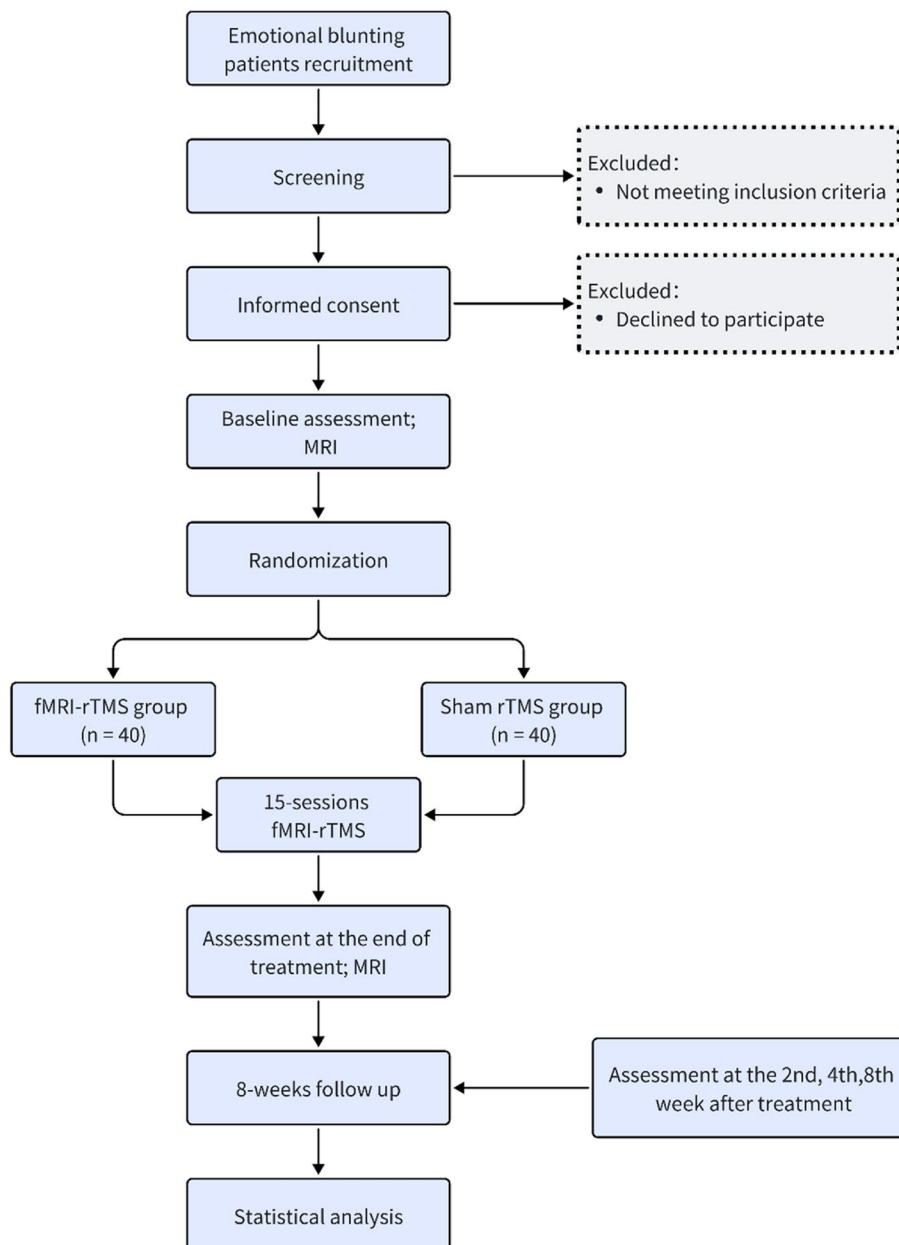 Emotional blunting
patients recruitment
Screening
Excluded：
• Not meeting inclusion criteria
Informed consent
Excluded：
• Declined to participate
Baseline assessment;
MRI
Randomization
fMRI-rTMS group
(n = 40)
Sham rTMS group
(n = 40)
15-sessions
fMRI-rTMS
Assessment at the end of
treatment; MRI
8-weeks follow up
Assessment at the 2nd, 4th,8th
week after treatment
Statistical analysis